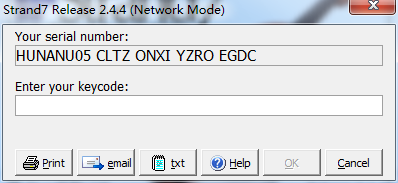 Strand7 Release 2.4.4 (Network Mode)
Your serial number:
HUNANU05 CLTZ ONXI YZRO EGDC
Enter your keycode:
Print email txt Help OK Cancel